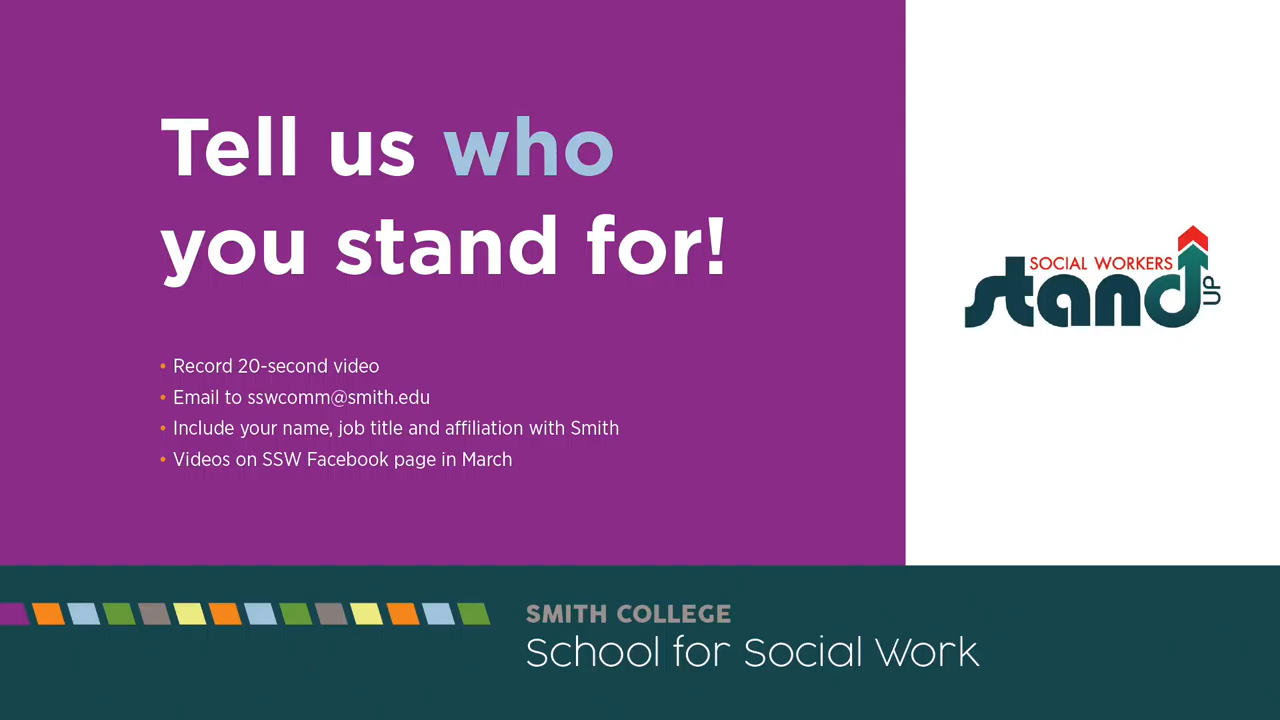 Tell us who
you stand for!
• Record 20-second video
• Email to sswcomm@smith.edu
• Include your name, job title and affiliation with Smith
• Videos on SSW Facebook page in March
SOCIAL WORKERS
stand UP
SMITH COLLEGE
School for Social Work